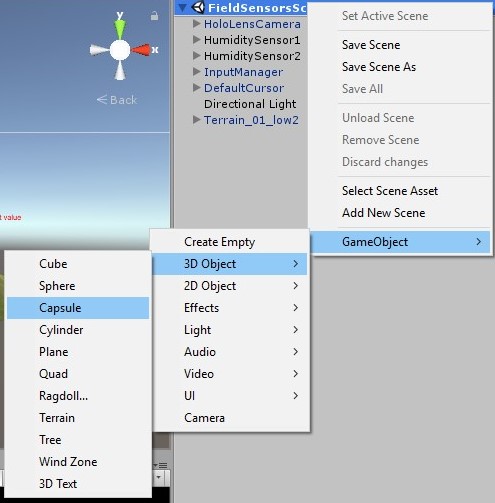 y
x
Back
t value
FieldSensorsSc
HoloLensCamera
HumiditySensor1
HumiditySensor2
InputManager
DefaultCursor
Directional Light
Terrain_01_low2
Set Active Scene
Save Scene
Save Scene As
Save All
Unload Scene
Remove Scene
Discard changes
Select Scene Asset
Add New Scene
GameObject
Create Empty
3D Object
2D Object
Effects
Light
Audio
Video
UI
Camera
Cube
Sphere
Capsule
Cylinder
Plane
Quad
Ragdoll...
Terrain
Tree
Wind Zone
3D Text